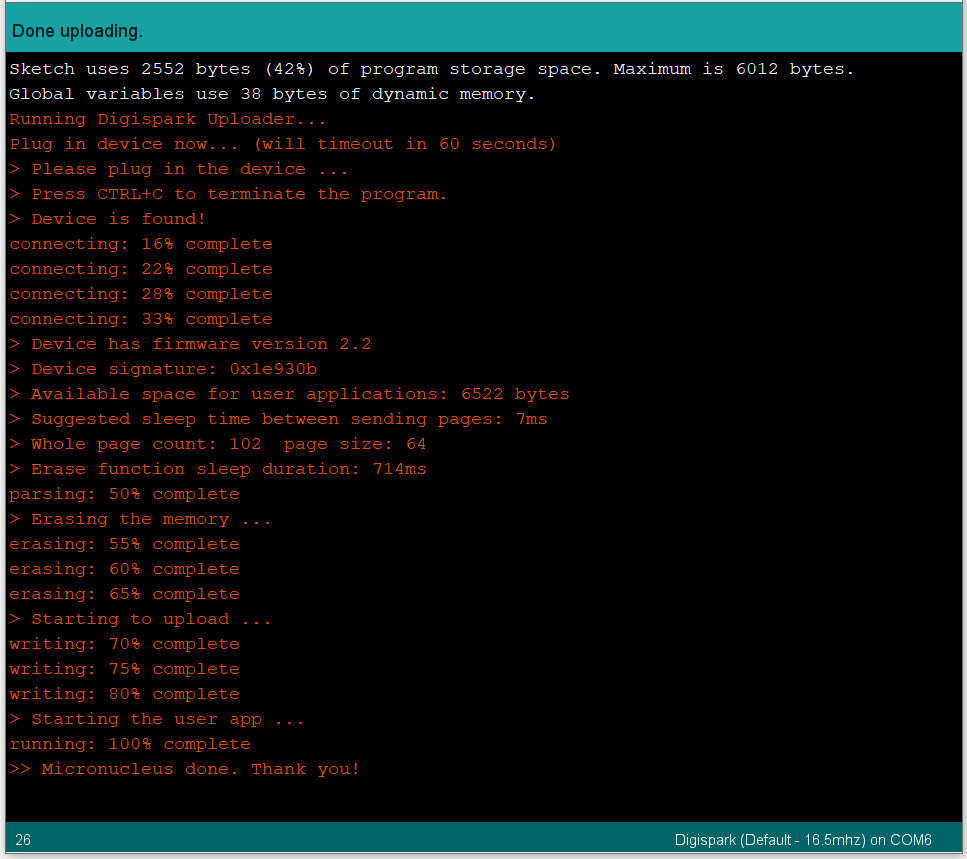 Done uploading.
Sketch uses 2552 bytes (42%) of program storage space. Maximum is 6012 bytes.
Global variables use 38 bytes of dynamic memory.
Running Digispark Uploader...
Plug in device now... (will timeout in 60 seconds)
> Please plug in the device ...
> Press CTRL+C to terminate the program.
> Device is found!
connecting: 16% complete
connecting: 22% complete
connecting: 28% complete
connecting: 33% complete
> Device has firmware version 2.2
> Device signature: 0x1e930b
> Available space for user applications: 6522 bytes
> Suggested sleep time between sending pages: 7ms
> Whole page count: 102  page size: 64
> Erase function sleep duration: 714ms
parsing: 50% complete
> Erasing the memory ...
erasing: 55% complete
erasing: 60% complete
erasing: 65% complete
> Starting to upload ...
writing: 70% complete
writing: 75% complete
writing: 80% complete
> Starting the user app ...
running: 100% complete
>> Micronucleus done. Thank you!
26 Digispark (Default - 16.5mhz) on COM6